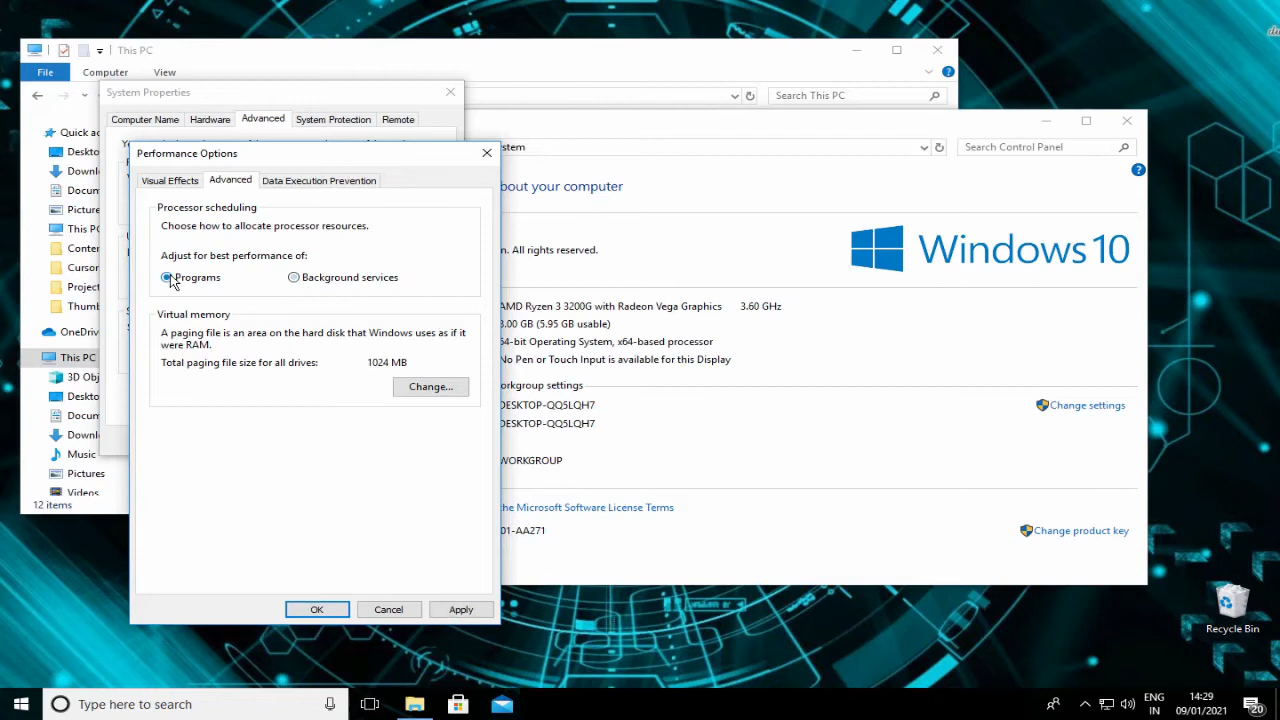 This PC
File
Computer
View
Search This PC
System Properties
Computer Name
Hardware
Advanced
System Protection
Remote
Quick ac
Deskto
Downl
Docum
Picture
This PC
Conten
Cursor
Project
Thumb
OneDriv
This PC
3D Obj
Deskto
Docum
Downl
Music
Pictures
Videos
12 items
Performance Options
Visual Effects
Advanced
Data Execution Prevention
Processor scheduling
Choose how to allocate processor resources.
Adjust for best performance of:
Programs
Background services
Virtual memory
A paging file is an area on the hard disk that Windows uses as if it
were RAM.
Total paging file size for all drives: 1024 MB
Change...
OK
Cancel
Apply
stem
Search Control Panel
bout your computer
n. All rights reserved.
Windows 10
AMD Ryzen 3 3200G with Radeon Vega Graphics 3.60 GHz
.00 GB (5.95 GB usable)
4-bit Operating System, x64-based processor
No Pen or Touch Input is available for this Display
orkgroup settings
DESKTOP-QQ5LQH7
Change settings
DESKTOP-QQ5LQH7
WORKGROUP
he Microsoft Software License Terms
01-AA271
Change product key
Recycle Bin
Type here to search
ENG
IN
14:29
09/01/2021
20